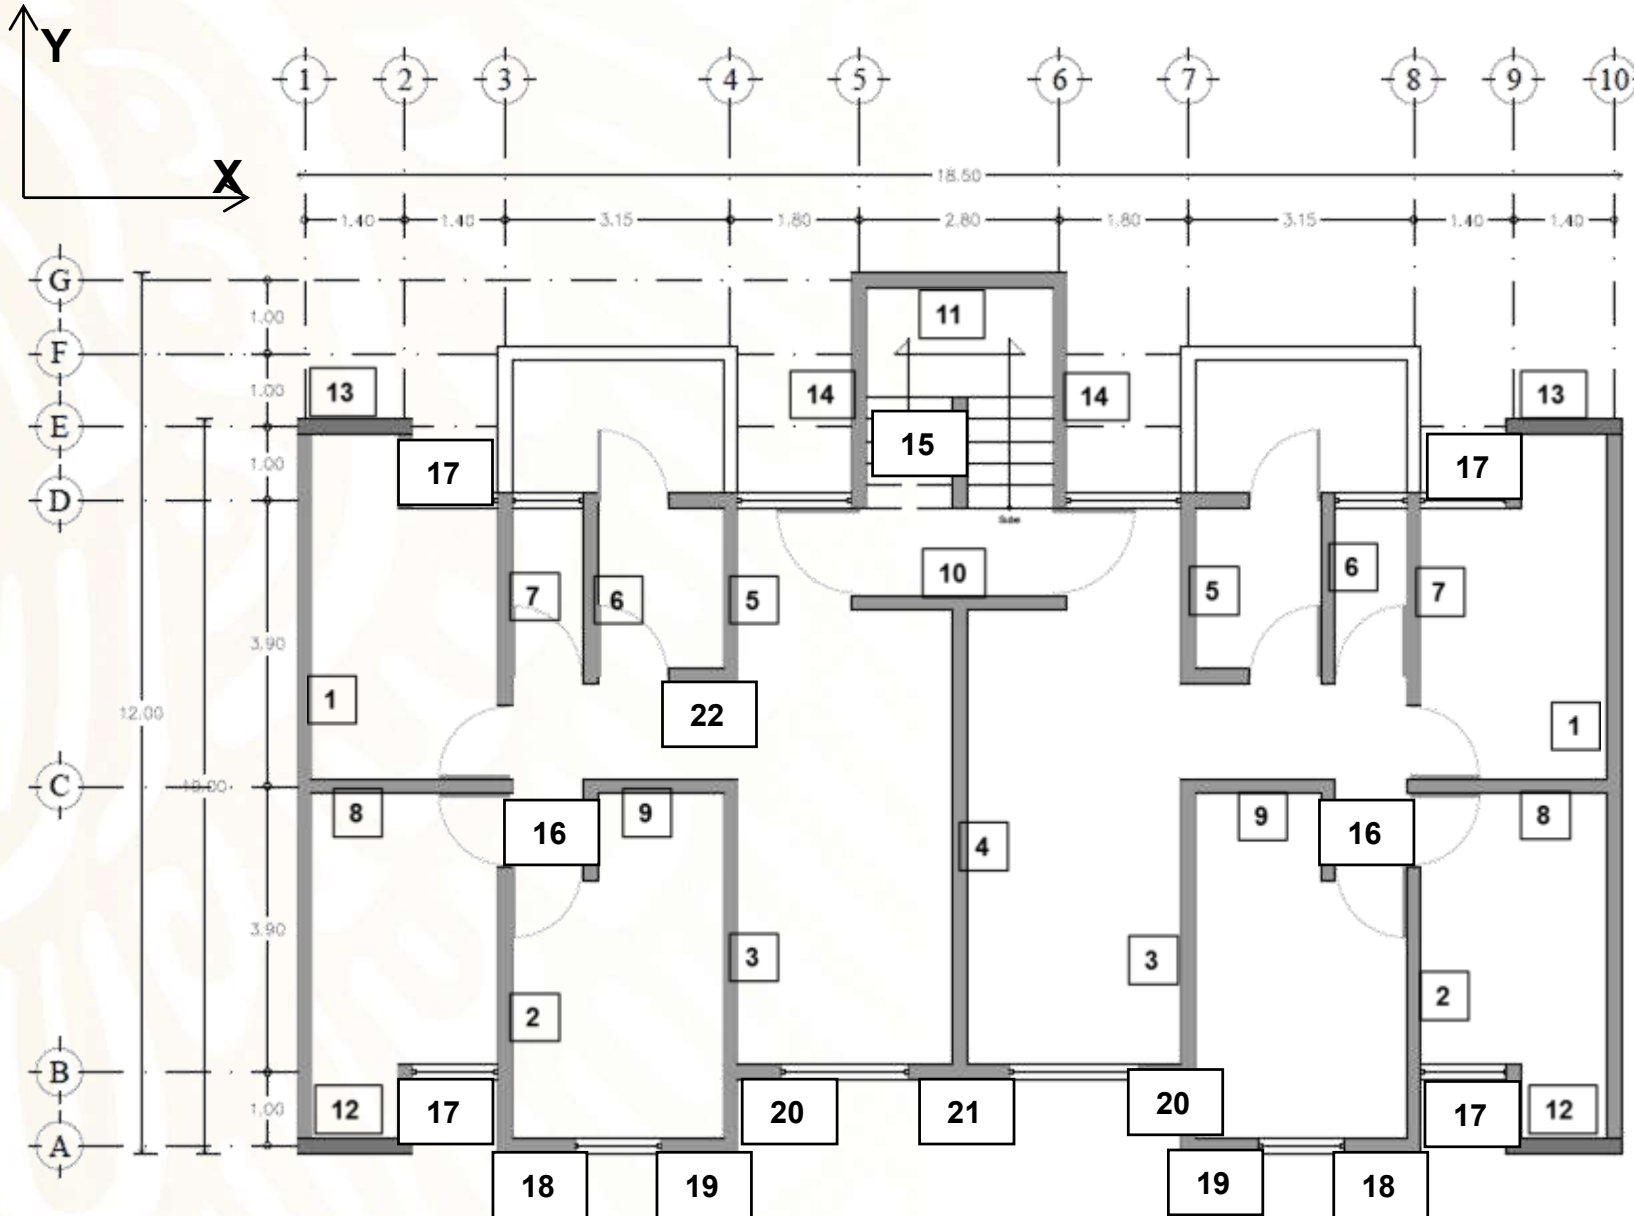 Y
X
1 2 3 4 5 6 7 8 9 10
18.50
1.40 1.40 3.15 1.80 2.80 1.80 3.15 1.40 1.40
G
1.00
11
F
13 14 14 13
1.00
E
17 15 17
1.00
D
Sube
10
7 6 5 5 6 7
3.90
1 22 1
12.00
C
10.00
8 16 9 4 9 16 8
3.90
3 3
2 2
B
1.00
12 17 20 21 20 17 12
A
18 19 19 18